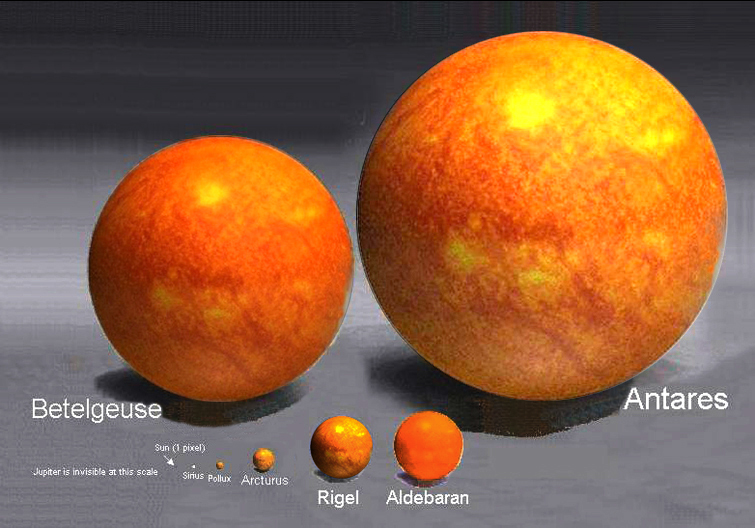 Betelgeuse
Antares
Sun (1 pixel)
Jupiter is invisible at this scale
Sirius
Pollux
Arcturus
Rigel
Aldebaran